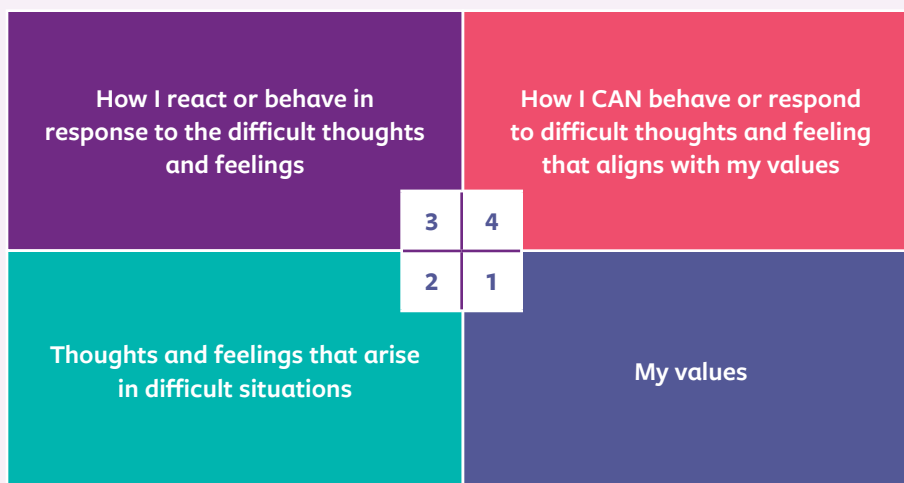 How I react or behave in
response to the difficult thoughts
and feelings
How I CAN behave or respond
to difficult thoughts and feeling
that aligns with my values
3
4
2
1
Thoughts and feelings that arise
in difficult situations
My values